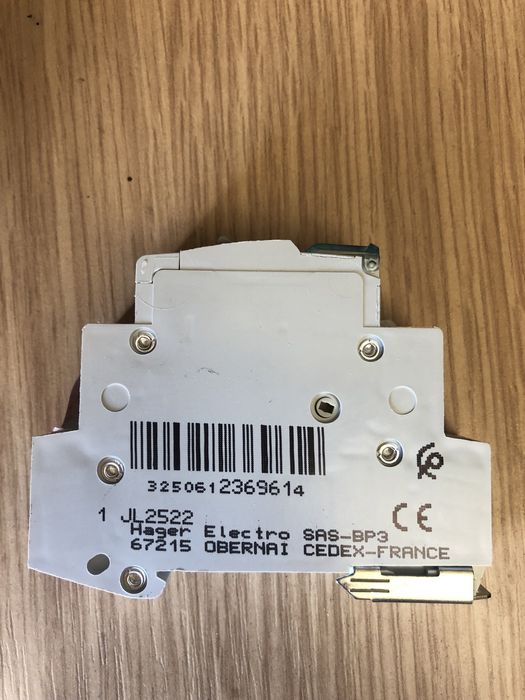 3250612369614
1 JL2522
CE
Hager Electro SAS-BP3
67215 OBERNAI CEDEX-FRANCE